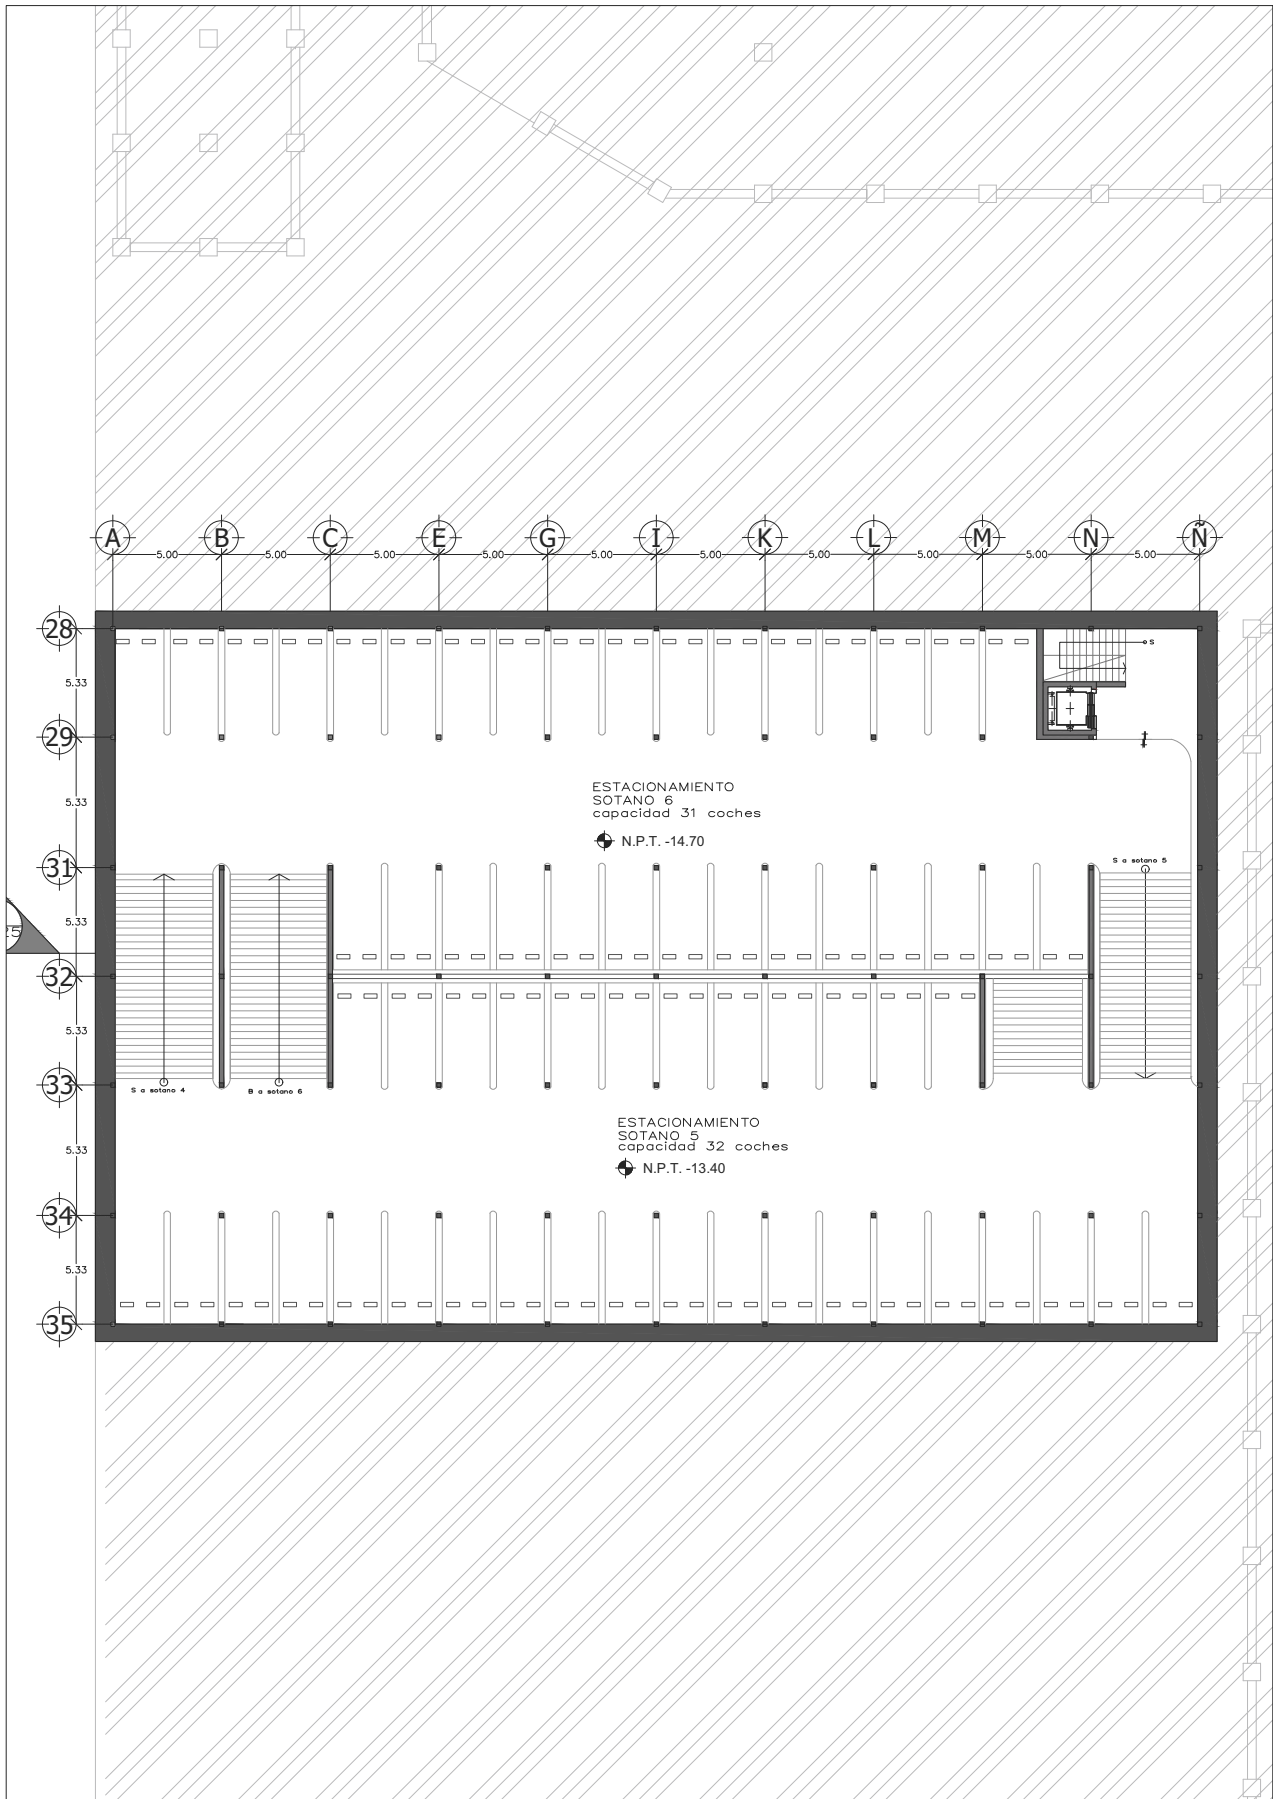 A B C E G I K L M N Ñ
5.00 5.00 5.00 5.00 5.00 5.00 5.00 5.00 5.00 5.00
28
S
5.33
29
5.33
ESTACIONAMIENTO
SOTANO 6
capacidad 31 coches
N.P.T. -14.70
31
S a sotano 5
5.33
25
32
5.33
33
S a sotano 4
B a sotano 6
ESTACIONAMIENTO
SOTANO 5
capacidad 32 coches
N.P.T. -13.40
5.33
34
5.33
35